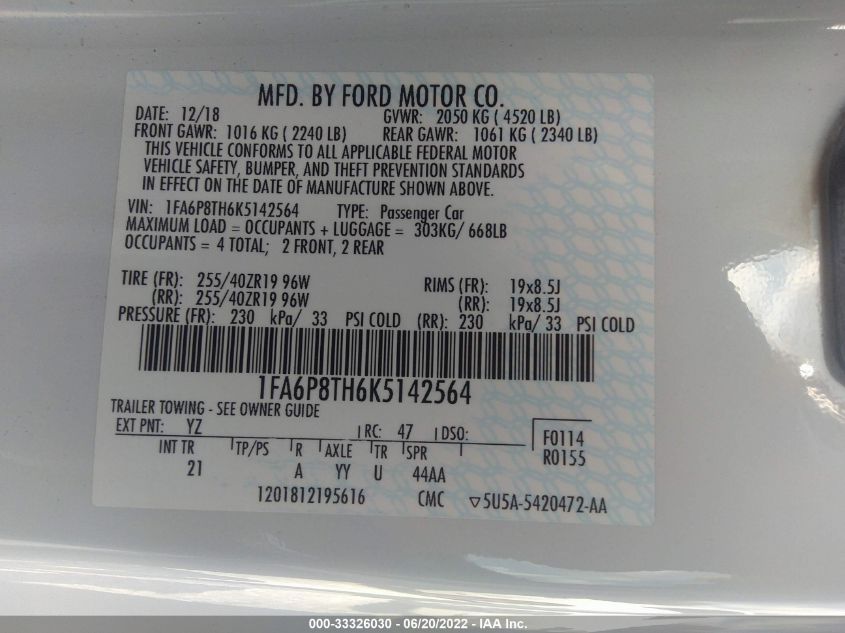 MFD. BY FORD MOTOR CO.
DATE: 12/18 GVWR: 2050 KG ( 4520 LB)
FRONT GAWR: 1016 KG ( 2240 LB) REAR GAWR: 1061 KG ( 2340 LB)
THIS VEHICLE CONFORMS TO ALL APPLICABLE FEDERAL MOTOR
VEHICLE SAFETY, BUMPER, AND THEFT PREVENTION STANDARDS
IN EFFECT ON THE DATE OF MANUFACTURE SHOWN ABOVE.
VIN: 1FA6P8TH6K5142564 TYPE: Passenger Car
MAXIMUM LOAD = OCCUPANTS + LUGGAGE = 303KG/ 668LB
OCCUPANTS = 4 TOTAL; 2 FRONT, 2 REAR
TIRE (FR): 255/40ZR19 96W RIMS (FR): 19x8.5J
(RR): 255/40ZR19 96W (RR): 19x8.5J
PRESSURE (FR): 230 kPa/ 33 PSI COLD (RR): 230 kPa/ 33 PSI COLD
1FA6P8TH6K5142564
TRAILER TOWING - SEE OWNER GUIDE
EXT PNT: YZ RC: 47 DSO: F0114
R0155
INT TR TP/PS R AXLE TR SPR
21 A YY U 44AA
1201812195616 CMC ▽5U5A-5420472-AA
000-33326030 - 06/20/2022 - IAA Inc.